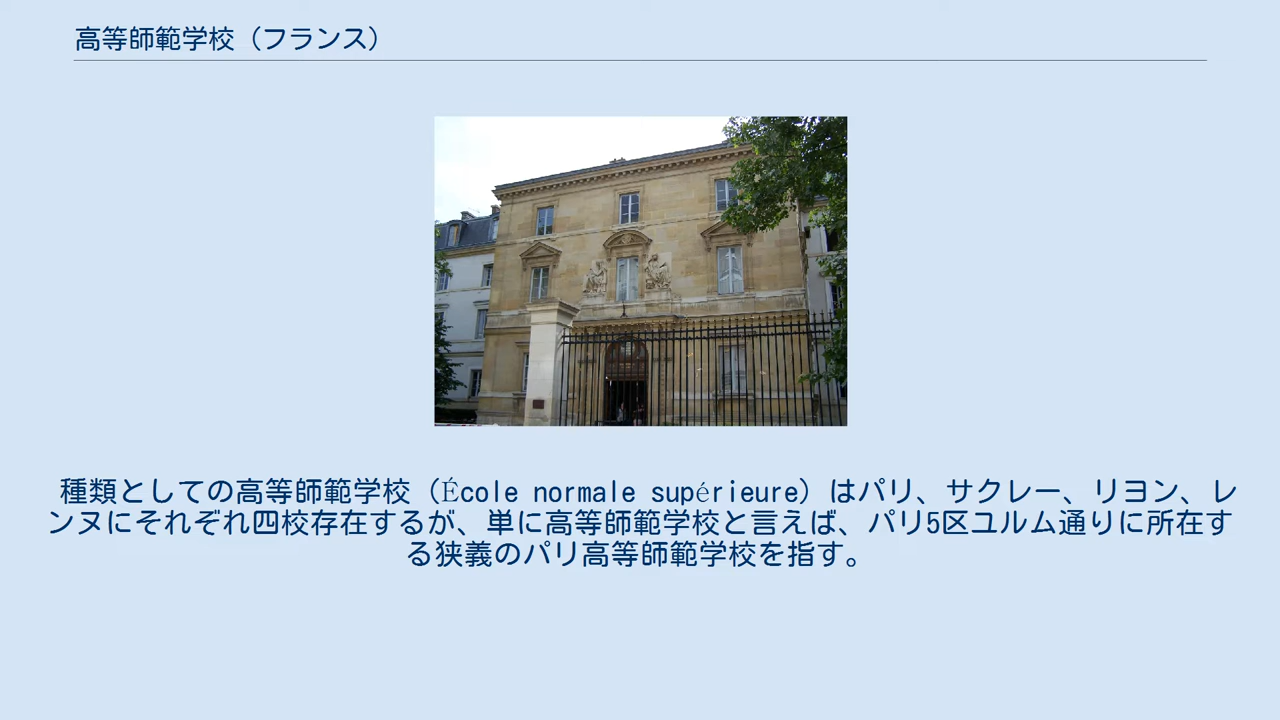 高等師範学校（フランス）
種類としての高等師範学校（École normale supérieure）はパリ、サクレー、リヨン、レ
ンヌにそれぞれ四校存在するが、単に高等師範学校と言えば、パリ5区ユルム通りに所在す
る狭義のパリ高等師範学校を指す。